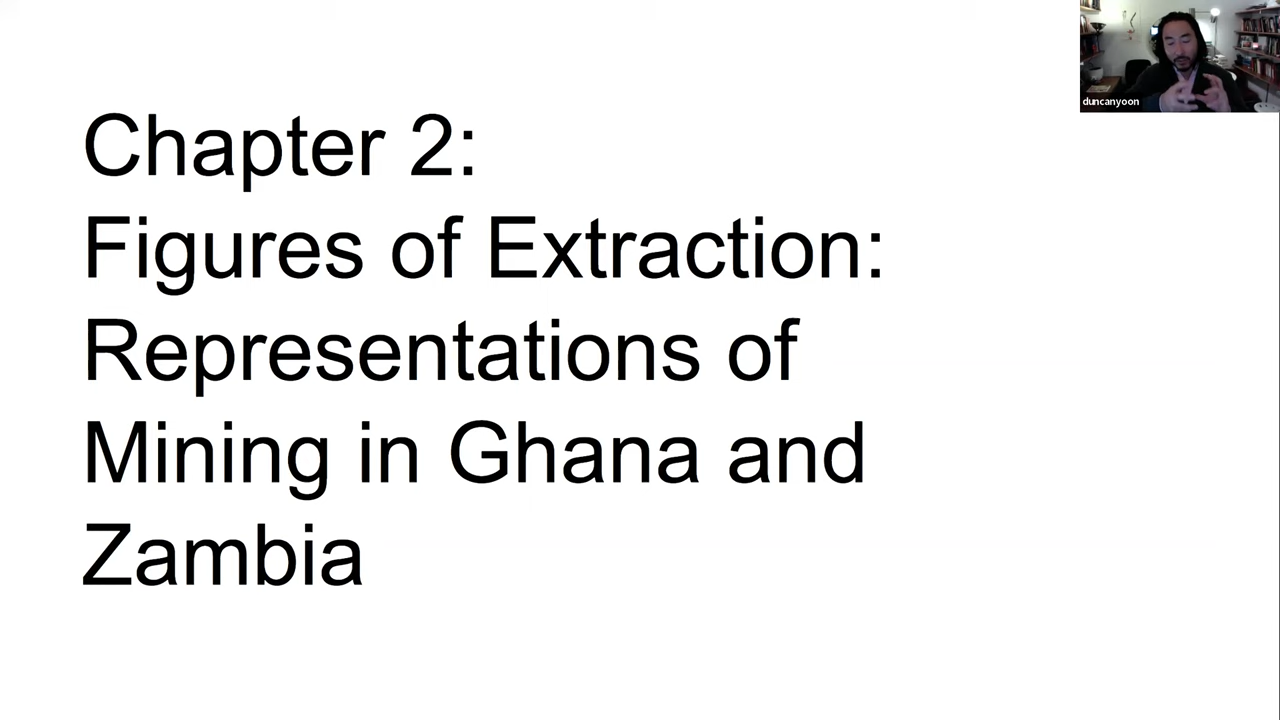 Chapter 2:
Figures of Extraction:
Representations of
Mining in Ghana and
Zambia
duncanyoon